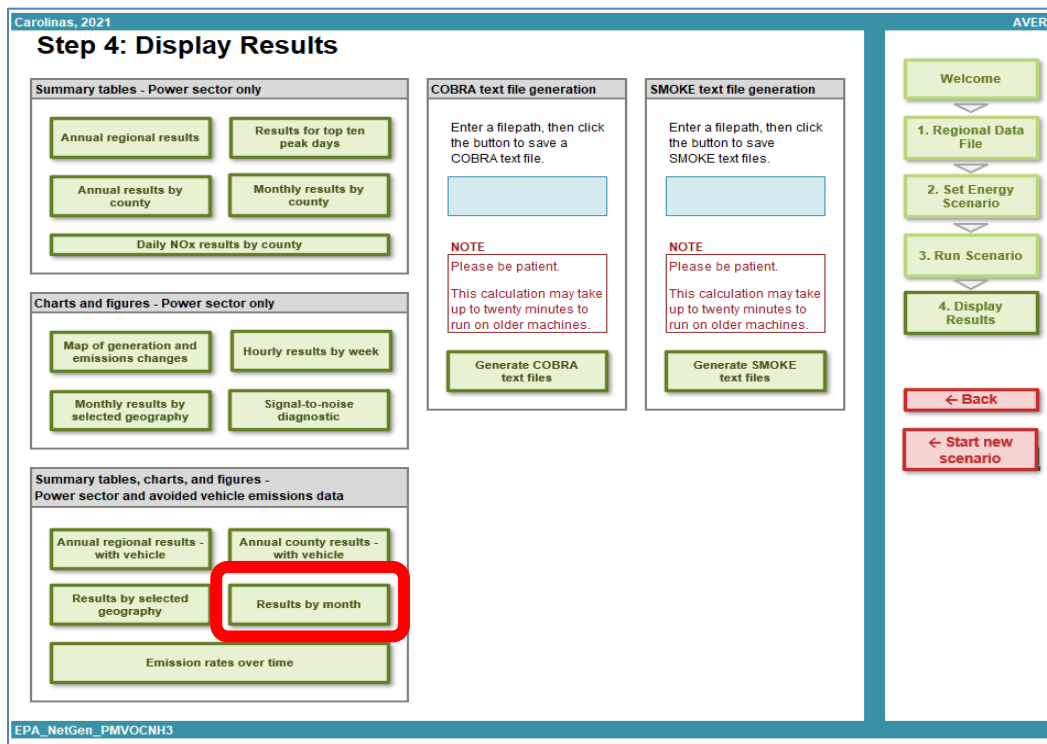 Carolinas, 2021
AVER
Step 4: Display Results
Summary tables - Power sector only
Annual regional results
Results for top ten
peak days
Annual results by
county
Monthly results by
county
Daily NOx results by county
Charts and figures - Power sector only
Map of generation and
emissions changes
Hourly results by week
Monthly results by
selected geography
Signal-to-noise
diagnostic
Summary tables, charts, and figures -
Power sector and avoided vehicle emissions data
Annual regional results -
with vehicle
Annual county results -
with vehicle
Results by selected
geography
Results by month
Emission rates over time
COBRA text file generation
Enter a filepath, then click
the button to save a
COBRA text file.
NOTE
Please be patient.
This calculation may take
up to twenty minutes to
run on older machines.
Generate COBRA
text files
SMOKE text file generation
Enter a filepath, then click
the button to save
SMOKE text files.
NOTE
Please be patient.
This calculation may take
up to twenty minutes to
run on older machines.
Generate SMOKE
text files
Welcome
1. Regional Data
File
2. Set Energy
Scenario
3. Run Scenario
4. Display
Results
← Back
← Start new
scenario
EPA_NetGen_PMVOCNH3